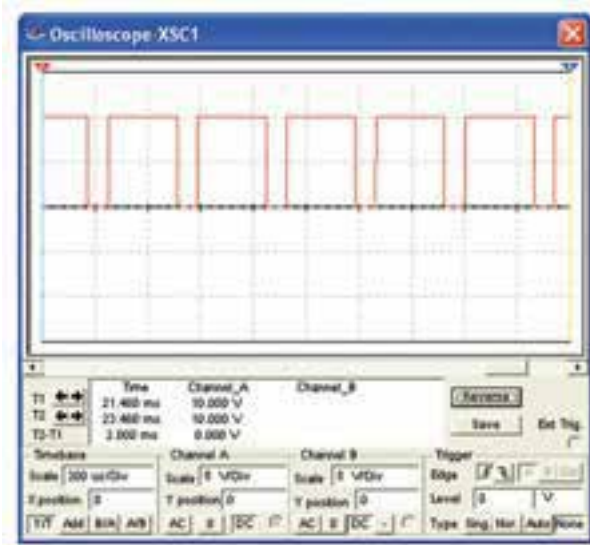 Oscilloscope-XSC1
Time Channel_A Channel_B
T1 21.460 ms 10.000 V
T2 23.460 ms 10.000 V
T2-T1 2.000 ms 0.000 V
Reverse
Save
Ext Trig.
Timebase Channel A Channel B Trigger
Scale 200 us/Div Scale V/Div Scale V/Div Edge
X position 0 Y position 0 Y position 0 Level 0 V
Y/T Add B/A A/B AC 0 DC AC 0 DC - Type Sing. Nor. Auto None